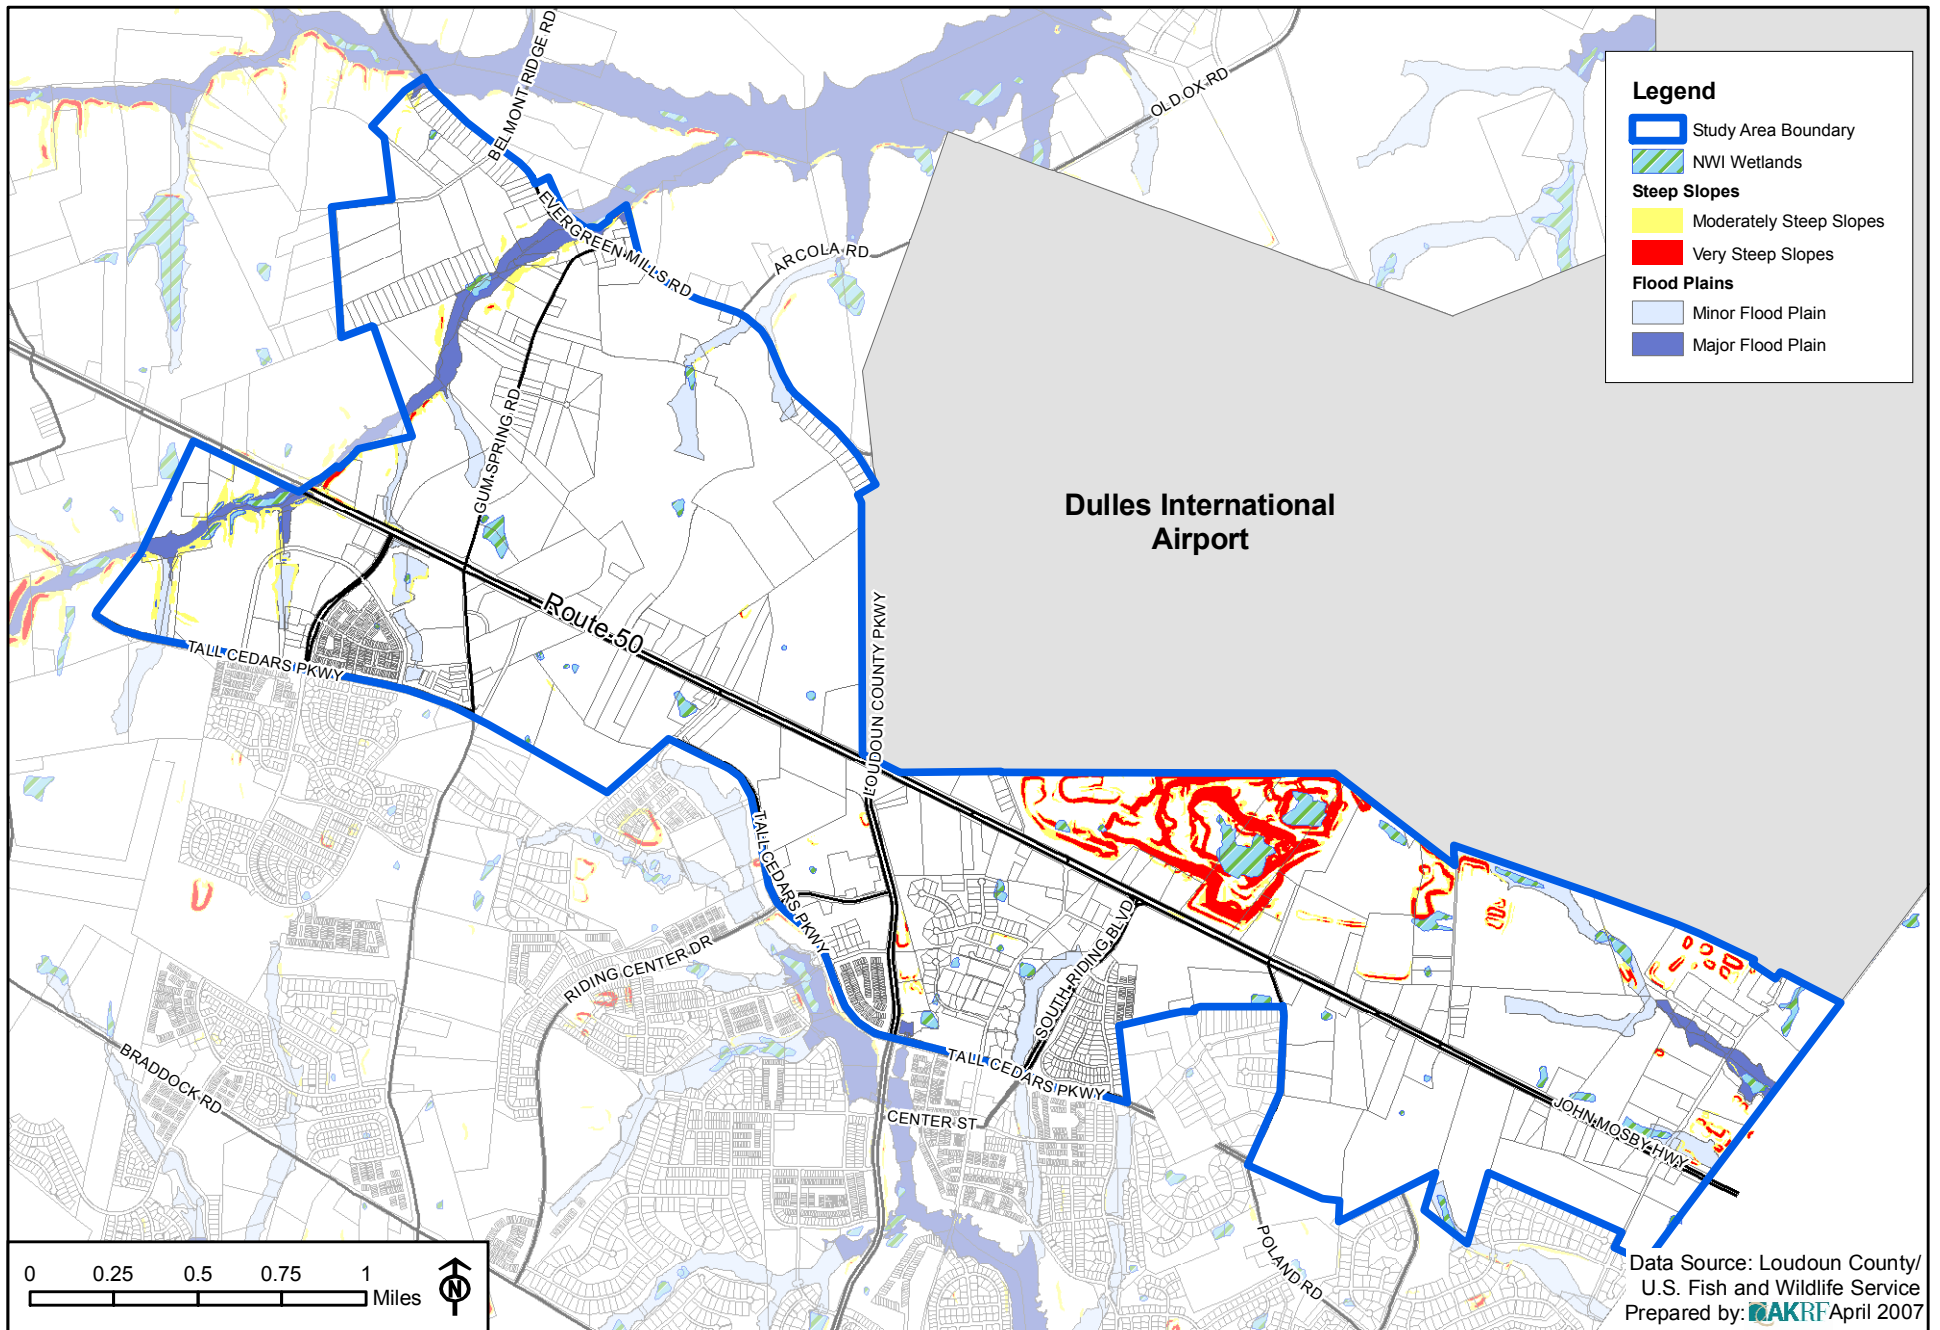 BELMONT RIDGE RD
OLD OX RD
EVERGREEN MILLS RD
ARCOLA RD
GUM SPRING RD
Dulles International
Airport
Route 50
LOUDOUN COUNTY PKWY
TALL CEDARS PKWY
TALL CEDARS PKWY
RIDING CENTER DR
SOUTH RIDING BLVD
TALL CEDARS PKWY
CENTER ST
BRADDOCK RD
JOHN MOSBY HWY
POLAND RD
Legend
Study Area Boundary
NWI Wetlands
Steep Slopes
Moderately Steep Slopes
Very Steep Slopes
Flood Plains
Minor Flood Plain
Major Flood Plain
0 0.25 0.5 0.75 1
Miles
N
Data Source: Loudoun County/
U.S. Fish and Wildlife Service
Prepared by: AKRF April 2007